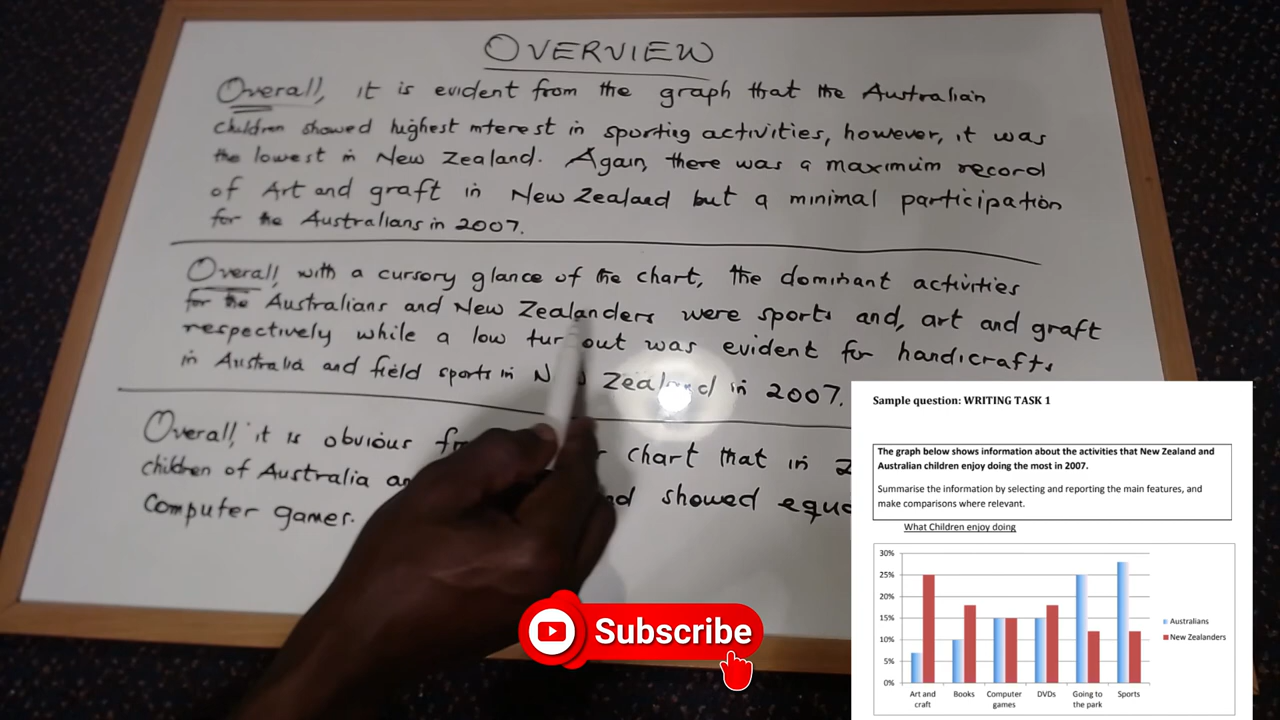 OVERVIEW
Overall, it is evident from the graph that the Australian
children showed highest interest in sporting activities, however, it was
the lowest in New Zealand. Again, there was a maximum record
of Art and graft in New Zealand but a minimal participation
for the Australians in 2007.
Overall, with a cursory glance of the chart, the dominant activities
for the Australians and New Zealanders were sports and, art and graft
respectively while a low turn out was evident for handicrafts
in Australia and field sports in New Zealand in 2007.
Overall, it is obvious chart that in
children of Australia showed
Computer games.
Subscribe
Sample question: WRITING TASK 1
The graph below shows information about the activities that New Zealand and
Australian children enjoy doing the most in 2007.
Summarise the information by selecting and reporting the main features, and
make comparisons where relevant.
What Children enjoy doing
30%
25%
20%
15%
10%
5%
0%
Art and craft
Books
Computer games
DVDs
Going to the park
Sports
Australians
New Zealanders